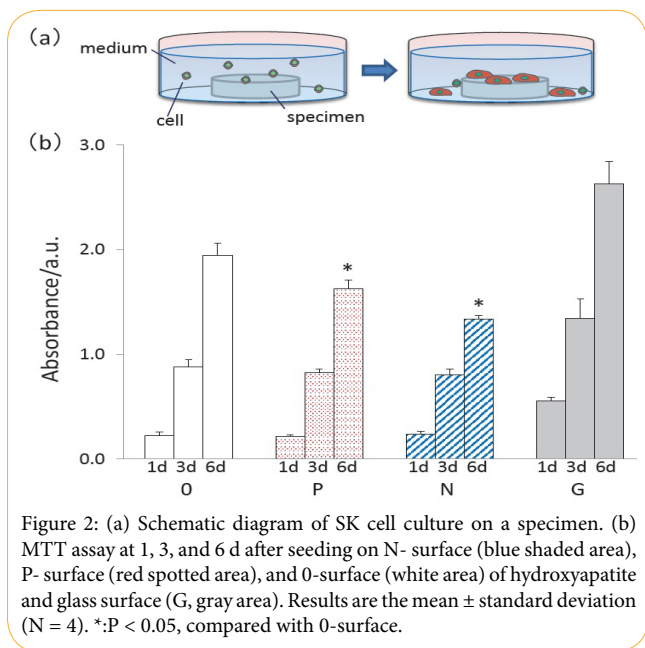 (a)
medium
cell
specimen
(b)
3.0
2.0
1.0
0.0
Absorbance/a.u.
*
*
1d 3d 6d 1d 3d 6d 1d 3d 6d 1d 3d 6d
0 P N G
Figure 2: (a) Schematic diagram of SK cell culture on a specimen. (b)
MTT assay at 1, 3, and 6 d after seeding on N- surface (blue shaded area),
P- surface (red spotted area), and 0-surface (white area) of hydroxyapatite
and glass surface (G, gray area). Results are the mean ± standard deviation
(N = 4). *:P < 0.05, compared with 0-surface.